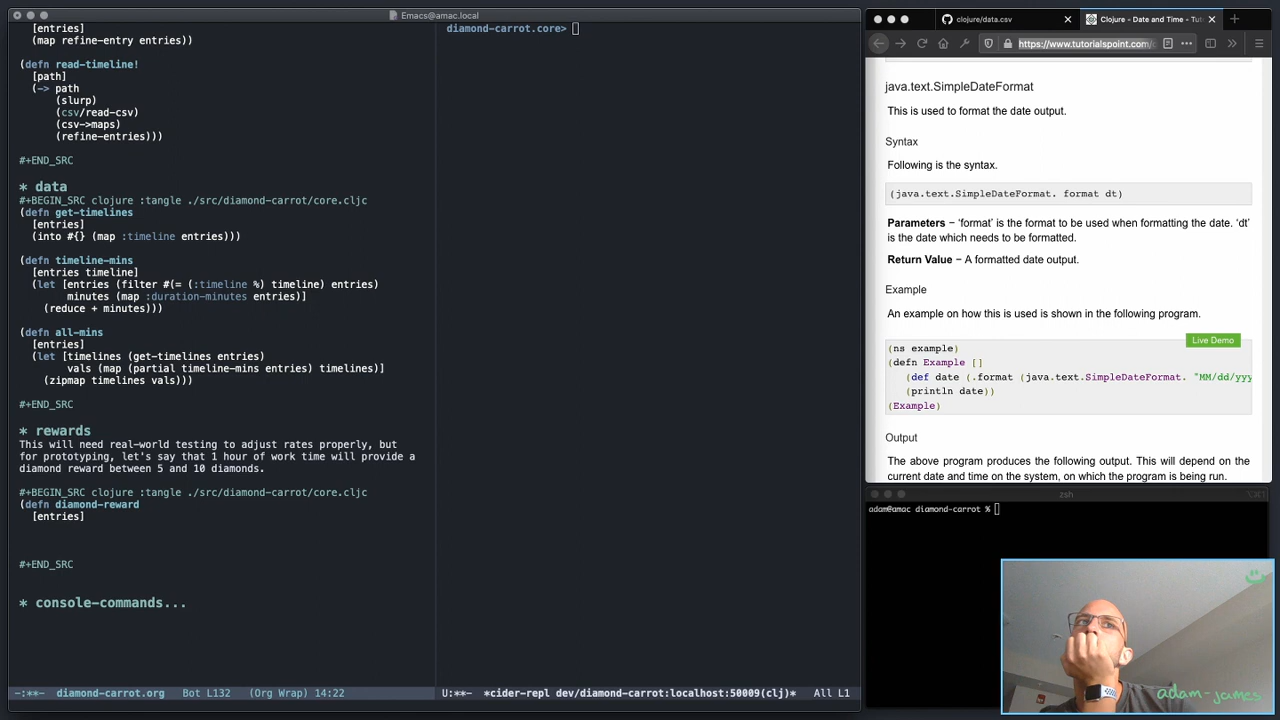 Emacs@amac.local
[entries]
(map refine-entry entries))
(defn read-timeline!
[path]
(-> path
(slurp)
(csv/read-csv)
(csv->maps)
(refine-entries)))
#+END_SRC
* data
#+BEGIN_SRC clojure :tangle ./src/diamond-carrot/core.cljc
(defn get-timelines
[entries]
(into #{} (map :timeline entries)))
(defn timeline-mins
[entries timeline]
(let [entries (filter #(= (:timeline %) timeline) entries)
minutes (map :duration-minutes entries)]
(reduce + minutes)))
(defn all-mins
[entries]
(let [timelines (get-timelines entries)
vals (map (partial timeline-mins entries) timelines)]
(zipmap timelines vals)))
#+END_SRC
* rewards
This will need real-world testing to adjust rates properly, but
for prototyping, let's say that 1 hour of work time will provide a
diamond reward between 5 and 10 diamonds.
#+BEGIN_SRC clojure :tangle ./src/diamond-carrot/core.cljc
(defn diamond-reward
[entries]
#+END_SRC
* console-commands...
-:**- diamond-carrot.org Bot L132 (Org Wrap) 14:22
diamond-carrot.core>
U:**- *cider-repl dev/diamond-carrot:localhost:50009(clj)* All L1
clojure/data.csv
Clojure - Date and Time -
https://www.tutorialspoint.com/
java.text.SimpleDateFormat
This is used to format the date output.
Syntax
Following is the syntax.
(java.text.SimpleDateFormat. format dt)
Parameters − ‘format’ is the format to be used when formatting the date. ‘dt’
is the date which needs to be formatted.
Return Value − A formatted date output.
Example
An example on how this is used is shown in the following program.
Live Demo
(ns example)
(defn Example []
(def date (.format (java.text.SimpleDateFormat. "MM/dd/yyy
(println date))
(Example)
Output
The above program produces the following output. This will depend on the
current date and time on the system, on which the program is being run.
zsh
adam@amac diamond-carrot %
adam-james